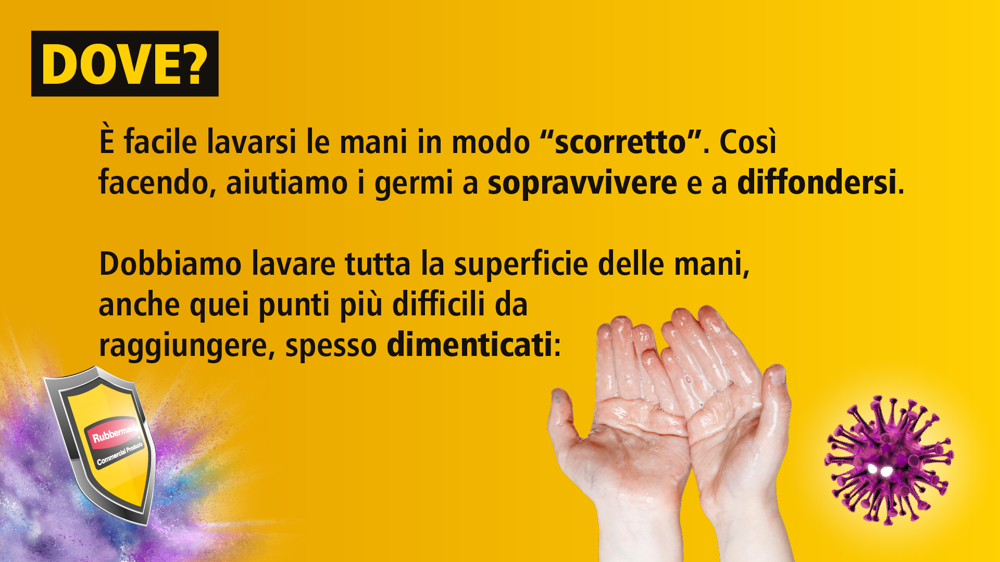 DOVE?
È facile lavarsi le mani in modo “scorretto”. Così
facendo, aiutiamo i germi a sopravvivere e a diffondersi.
Dobbiamo lavare tutta la superficie delle mani,
anche quei punti più difficili da
raggiungere, spesso dimenticati:
Rubbermaid
Commercial Products